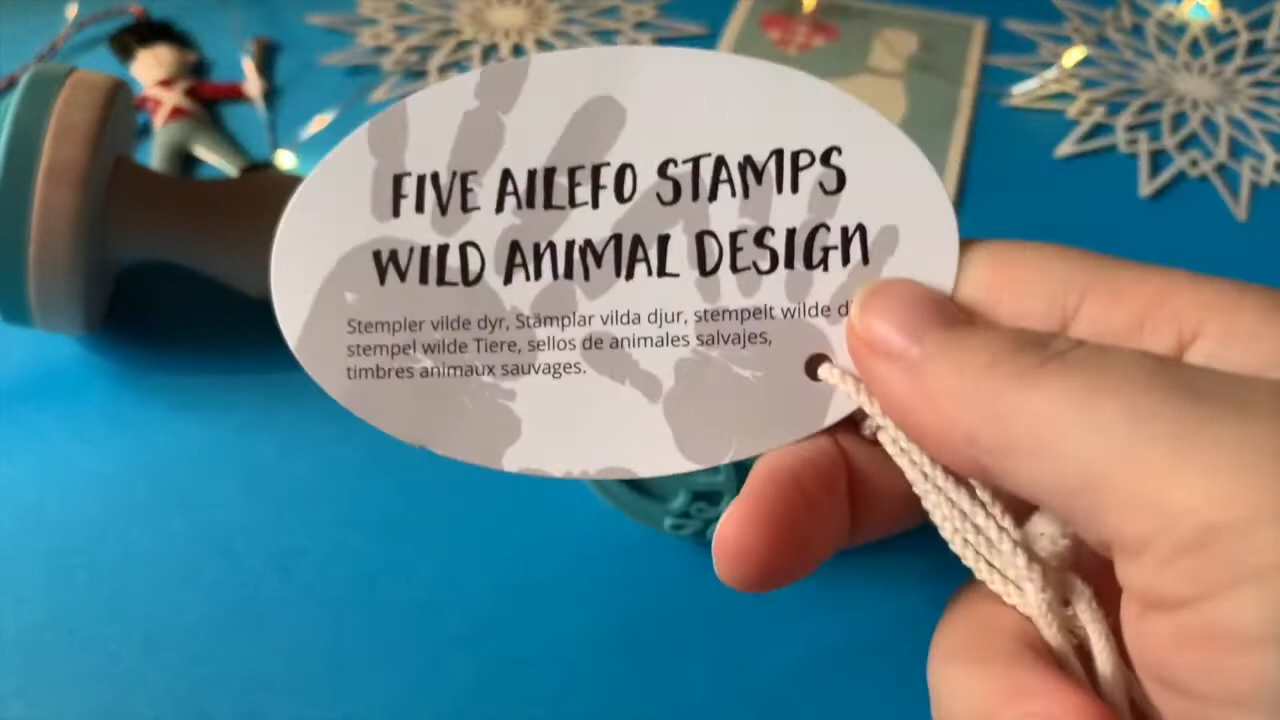 FIVE AILEFO STAMPS
WILD ANIMAL DESIGN
Stempler vilde dyr, Stämplar vilda djur, stempelt wilde
stempel wilde Tiere, sellos de animales salvajes,
timbres animaux sauvages.